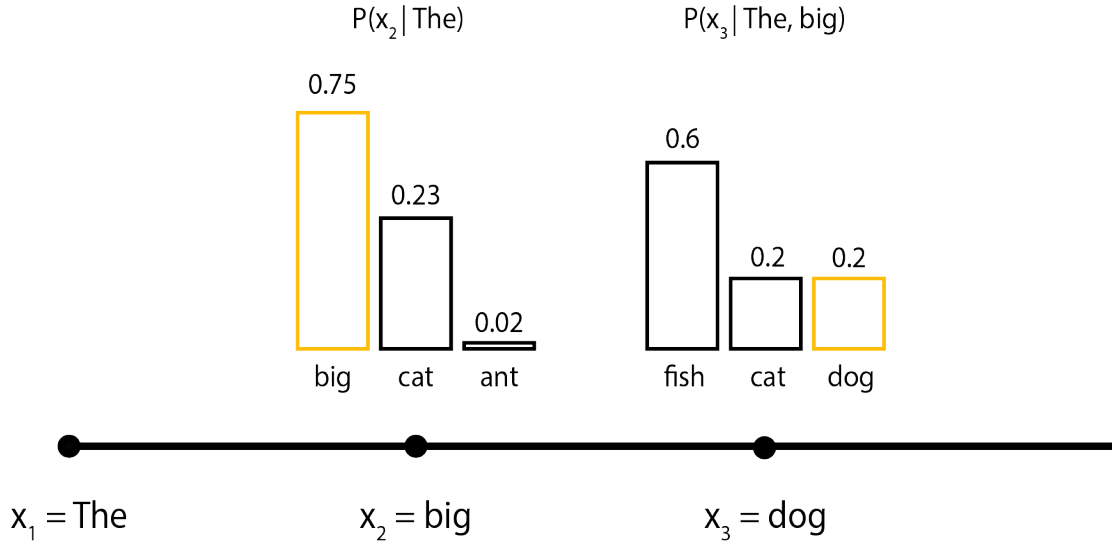 P(x₂ | The) P(x₃ | The, big)
0.75
0.6
0.23
0.2 0.2
0.02
big cat ant fish cat dog
x₁ = The x₂ = big x₃ = dog